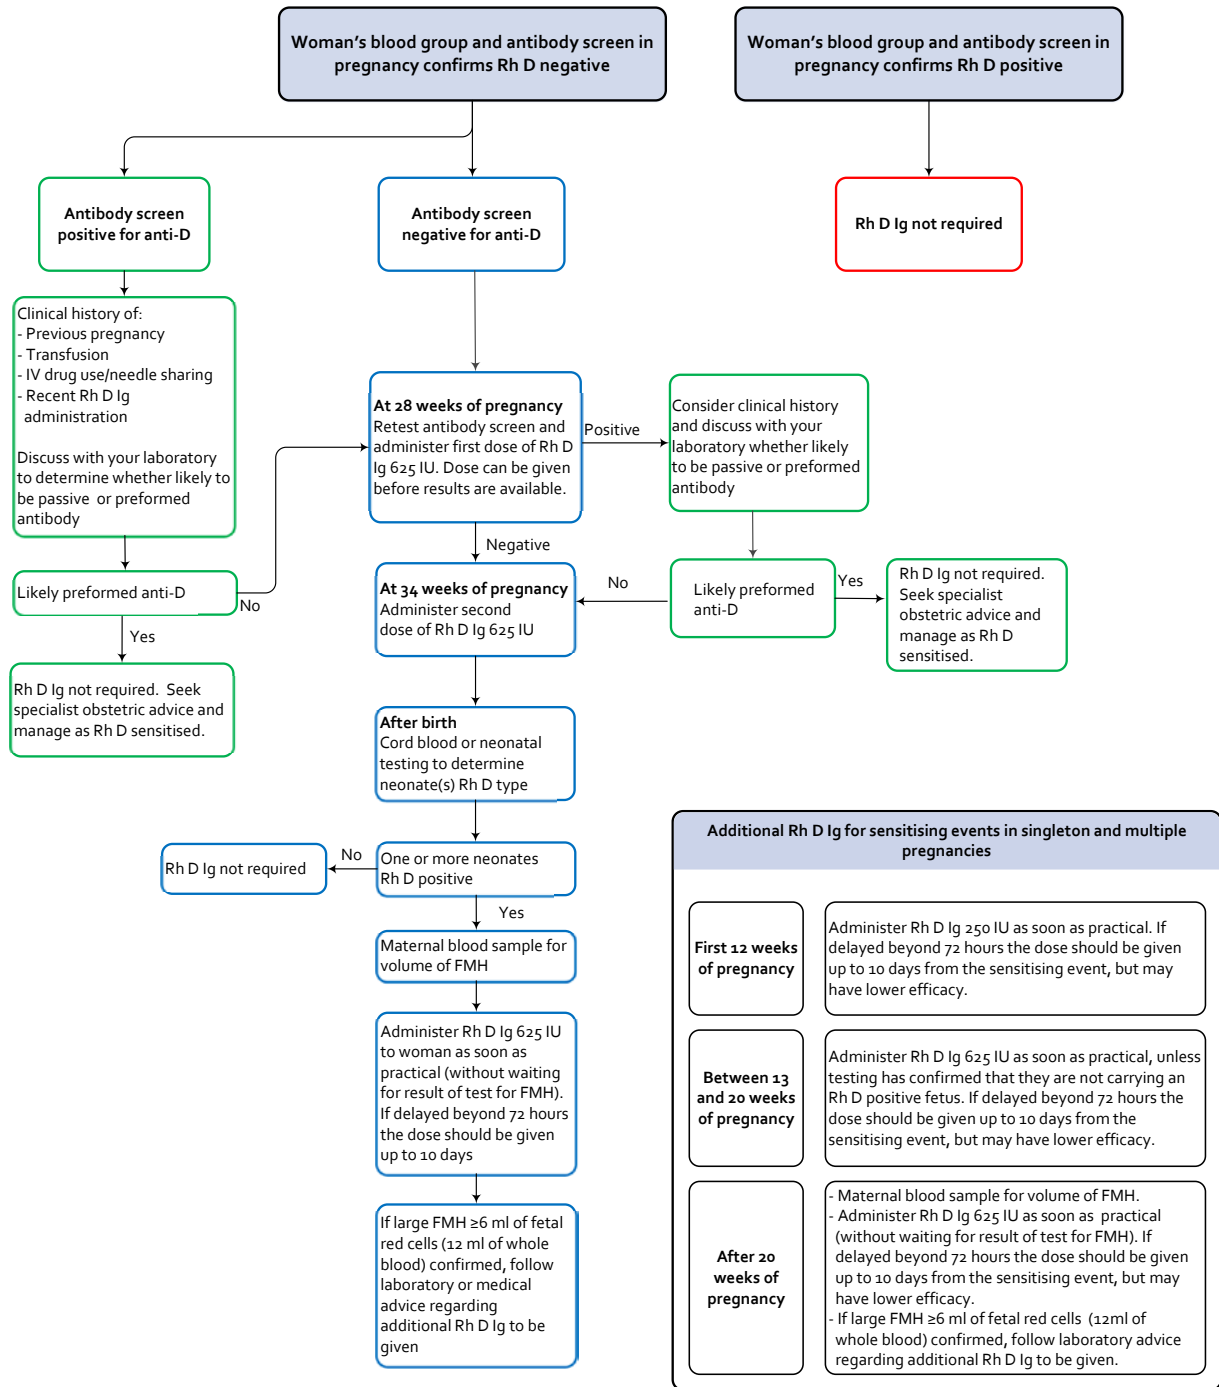 Woman's blood group and antibody screen in
pregnancy confirms Rh D negative
Woman's blood group and antibody screen in
pregnancy confirms Rh D positive
Antibody screen
positive for anti-D
Antibody screen
negative for anti-D
Rh D Ig not required
Clinical history of:
- Previous pregnancy
- Transfusion
- IV drug use/needle sharing
- Recent Rh D Ig
administration
Discuss with your laboratory
to determine whether likely to
be passive or preformed
antibody
At 28 weeks of pregnancy
Retest antibody screen and
administer first dose of Rh D
Ig 625 IU. Dose can be given
before results are available.
Positive
Consider clinical history
and discuss with your
laboratory whether likely
to be passive or preformed
antibody
Negative
Likely preformed anti-D
No
Yes
Rh D Ig not required. Seek
specialist obstetric advice and
manage as Rh D sensitised.
At 34 weeks of pregnancy
Administer second
dose of Rh D Ig 625 IU
No
Likely preformed
anti-D
Yes
Rh D Ig not required.
Seek specialist
obstetric advice and
manage as Rh D
sensitised.
After birth
Cord blood or neonatal
testing to determine
neonate(s) Rh D type
One or more neonates
Rh D positive
No
Rh D Ig not required
Yes
Maternal blood sample for
volume of FMH
Administer Rh D Ig 625 IU
to woman as soon as
practical (without waiting
for result of test for FMH).
If delayed beyond 72 hours
the dose should be given
up to 10 days
If large FMH ≥6 ml of fetal
red cells (12 ml of whole
blood) confirmed, follow
laboratory or medical
advice regarding
additional Rh D Ig to be
given
Additional Rh D Ig for sensitising events in singleton and multiple
pregnancies
First 12 weeks
of pregnancy
Administer Rh D Ig 250 IU as soon as practical. If
delayed beyond 72 hours the dose should be given
up to 10 days from the sensitising event, but may
have lower efficacy.
Between 13
and 20 weeks
of pregnancy
Administer Rh D Ig 625 IU as soon as practical, unless
testing has confirmed that they are not carrying an
Rh D positive fetus. If delayed beyond 72 hours the
dose should be given up to 10 days from the
sensitising event, but may have lower efficacy.
After 20
weeks of
pregnancy
- Maternal blood sample for volume of FMH.
- Administer Rh D Ig 625 IU as soon as practical
(without waiting for result of test for FMH). If
delayed beyond 72 hours the dose should be given
up to 10 days from the sensitising event, but may
have lower efficacy.
- If large FMH ≥6 ml of fetal red cells (12ml of
whole blood) confirmed, follow laboratory advice
regarding additional Rh D Ig to be given.